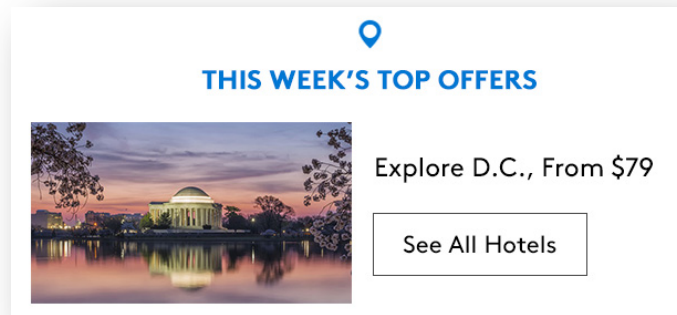 THIS WEEK’S TOP OFFERS
Explore D.C., From $79
See All Hotels